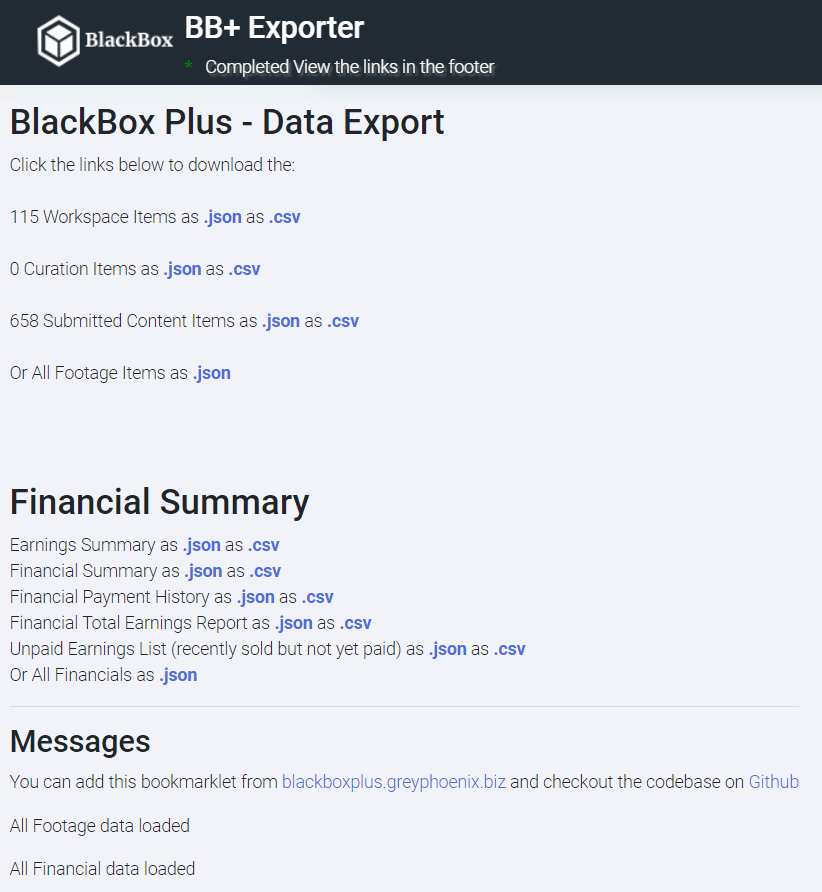 BlackBox
BB+ Exporter
* Completed View the links in the footer
BlackBox Plus - Data Export
Click the links below to download the:
115 Workspace Items as .json as .csv
0 Curation Items as .json as .csv
658 Submitted Content Items as .json as .csv
Or All Footage Items as .json
Financial Summary
Earnings Summary as .json as .csv
Financial Summary as .json as .csv
Financial Payment History as .json as .csv
Financial Total Earnings Report as .json as .csv
Unpaid Earnings List (recently sold but not yet paid) as .json as .csv
Or All Financials as .json
Messages
You can add this bookmarklet from blackboxplus.greyphoenix.biz and checkout the codebase on Github
All Footage data loaded
All Financial data loaded